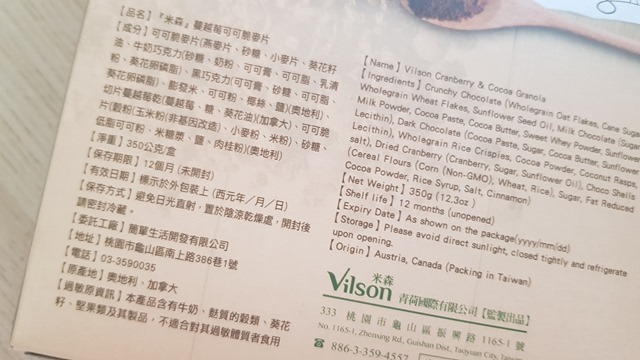 【品名】『米森』蔓越莓可可脆麥片
【成分】可可脆麥片(燕麥片、砂糖、小麥片、葵花籽
油、牛奶巧克力(砂糖、奶粉、可可膏、可可脂、乳清
粉、葵花卵磷脂)、黑巧克力(可可膏、砂糖、可可脂、
葵花卵磷脂)、膨發米、可可粉、椰絲、鹽)(奧地利)、
切片蔓越莓乾(蔓越莓、糖、葵花油)(加拿大)、可可脆
片(穀粉(玉米粉(非基因改造)、小麥粉、米粉)、砂糖、
低脂可可粉、米糖漿、鹽、肉桂粉)(奧地利)
【淨重】350公克/盒
【保存期限】12個月 (未開封)
【有效日期】標示於外包裝上 (西元年／月／日)
【保存方式】避免日光直射，置於陰涼乾燥處，開封後
請密封冷藏。
【委託工廠】簡單生活開發有限公司
【地址】桃園市龜山區南上路386巷1號
【電話】03-3590035
【原產地】奧地利、加拿大
【過敏原資訊】本產品含有牛奶、麩質的穀類、葵花
籽、堅果類及其製品，不適合對其過敏體質者食用
【Name】Vilson Cranberry & Cocoa Granola
【Ingredients】Crunchy Chocolate (Wholegrain Oat Flakes, Cane Sugar
Wholegrain Wheat Flakes, Sunflower Seed Oil, Milk Chocolate (Sugar
Milk Powder, Cocoa Paste, Cocoa Butter, Sweet Whey Powder, Sunflower
Lecithin), Dark Chocolate (Cocoa Paste, Sugar, Cocoa Butter, Sunflower
Lecithin), Wholegrain Rice Crispies, Cocoa Powder, Coconut Rasps,
salt), Dried Cranberry (Cranberry, Sugar, Sunflower Oil), Choco Shells
(Cereal Flours (Corn (Non-GMO), Wheat, Rice), Sugar, Fat Reduced
Cocoa Powder, Rice Syrup, Salt, Cinnamon)
【Net Weight】350g (12.3oz )
【Shelf life】12 months (unopened)
【Expiry Date】As shown on the package(yyyy/mm/dd)
【Storage】Please avoid direct sunlight, closed tightly and refrigerate
upon opening.
【Origin】Austria, Canada (Packing in Taiwan)
Vilson 米森
青荷國際有限公司【監製出品】
333 桃園市龜山區振興路1165-1號
No. 1165-1, Zhenxing Rd., Guishan Dist., Taoyuan City,
886-3-359-4557